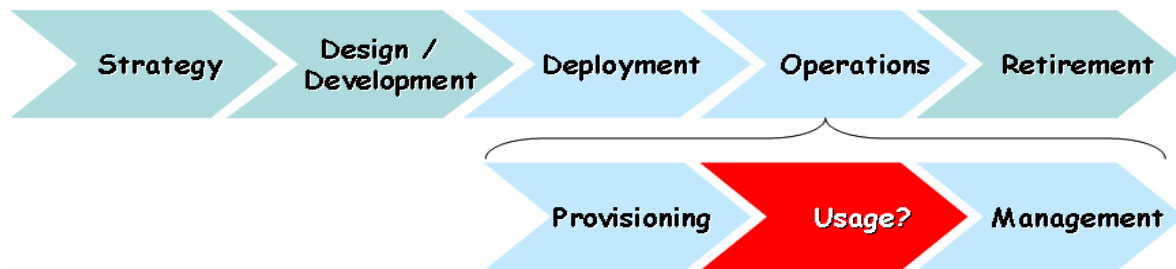 Strategy
Design /
Development
Deployment
Operations
Retirement
Provisioning
Usage?
Management